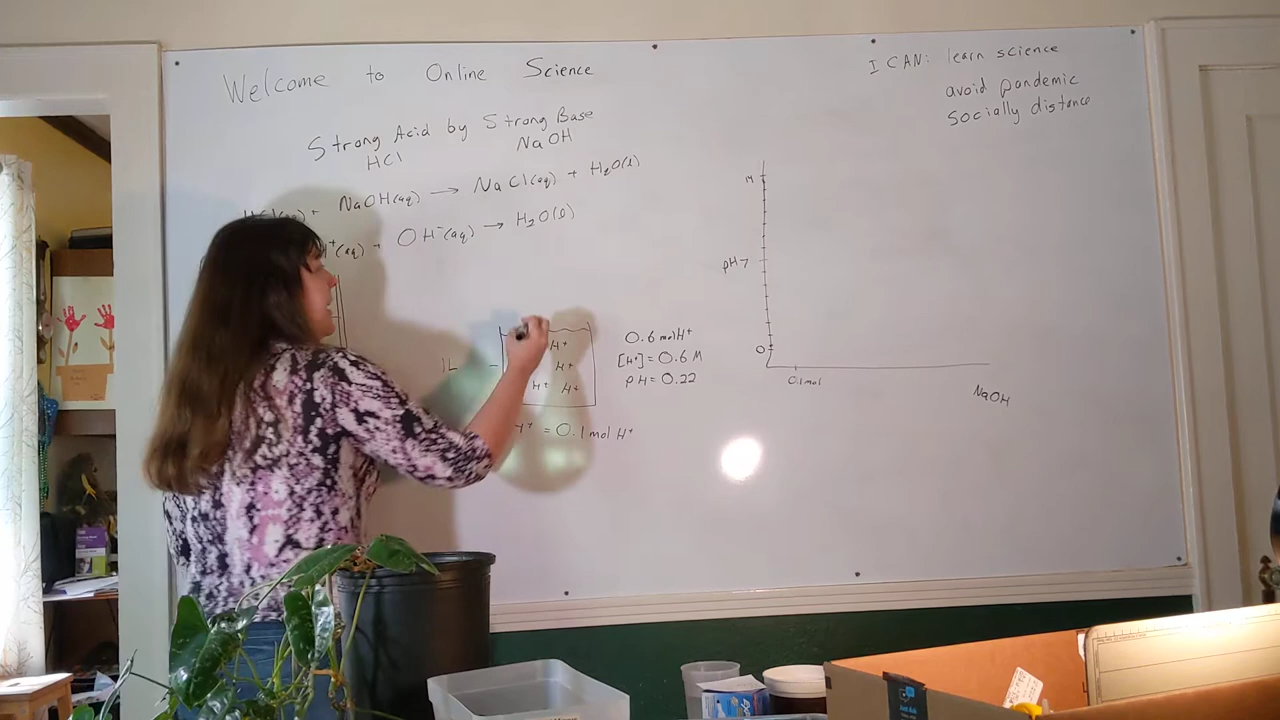 Welcome to Online Science
I CAN: learn science
avoid pandemic
socially distance
Strong Acid by Strong Base
HCl NaOH
NaOH(aq) → NaCl(aq) + H₂O(l)
⁺(aq) + OH⁻(aq) → H₂O(l)
14
pH 7
0
0.1mol
NaOH
1L
H+
H+
H+ H+
0.6 mol H⁺
[H⁺] = 0.6 M
pH = 0.22
= 0.1 mol H⁺